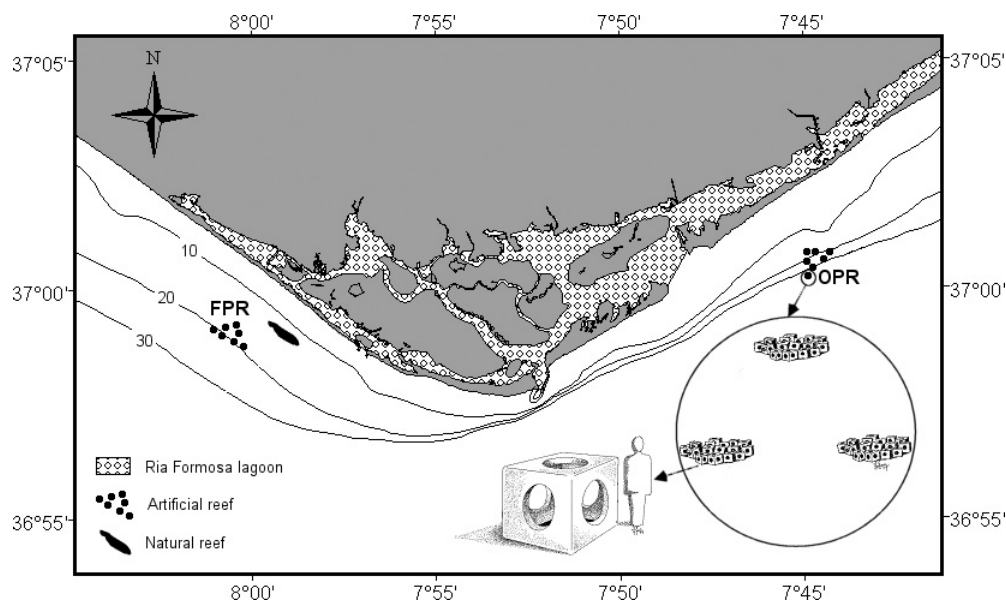 8°00' 7°55' 7°50' 7°45'
37°05' 37°05'
N
10
37°00' 37°00'
20
FPR
OPR
30
Ria Formosa lagoon
Artificial reef
Natural reef
36°55' 36°55'
8°00' 7°55' 7°50' 7°45'